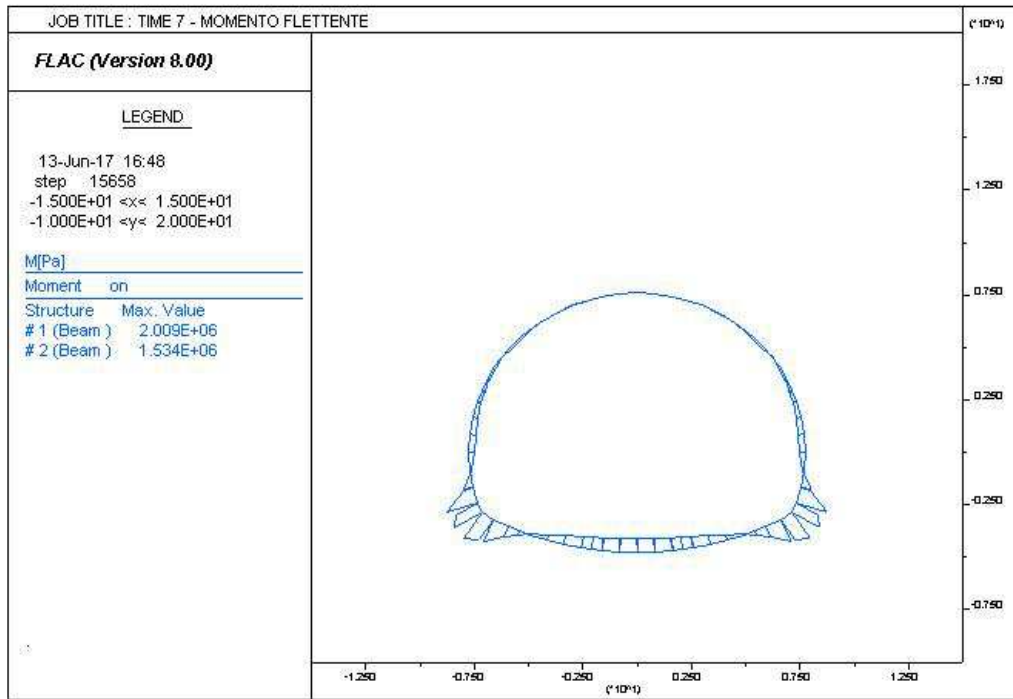 JOB TITLE : TIME 7 - MOMENTO FLETTENTE
(*10^1)
FLAC (Version 8.00)
LEGEND
13-Jun-17 16:48
step 15658
-1.500E+01 <x< 1.500E+01
-1.000E+01 <y< 2.000E+01
M[Pa]
Moment on
Structure Max. Value
# 1 (Beam ) 2.009E+06
# 2 (Beam ) 1.534E+06
1.750
1.250
0.750
0.250
-0.250
-0.750
-1.250 -0.750 -0.250 0.250 0.750 1.250
(*10^1)